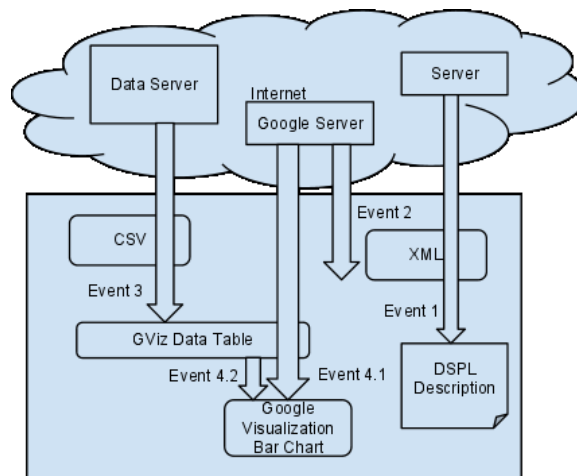 Data Server
Server
Internet
Google Server
Event 2
CSV
XML
Event 3
Event 1
GViz Data Table
Event 4.2
Event 4.1
DSPL
Description
Google
Visualization
Bar Chart